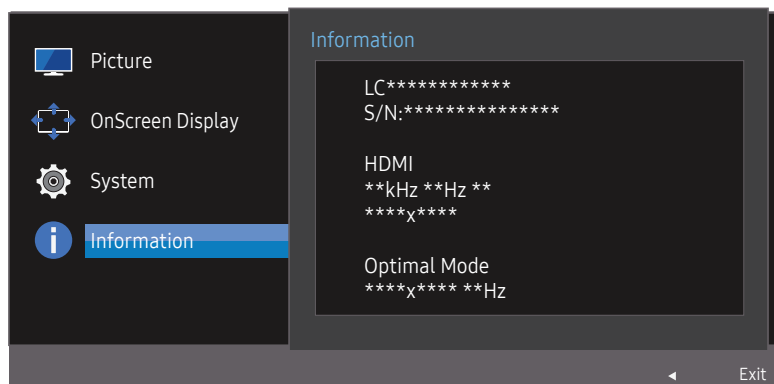 Picture
OnScreen Display
System
Information
Information
LC************
S/N:***************
HDMI
**kHz **Hz **
****x****
Optimal Mode
****x**** **Hz
Exit